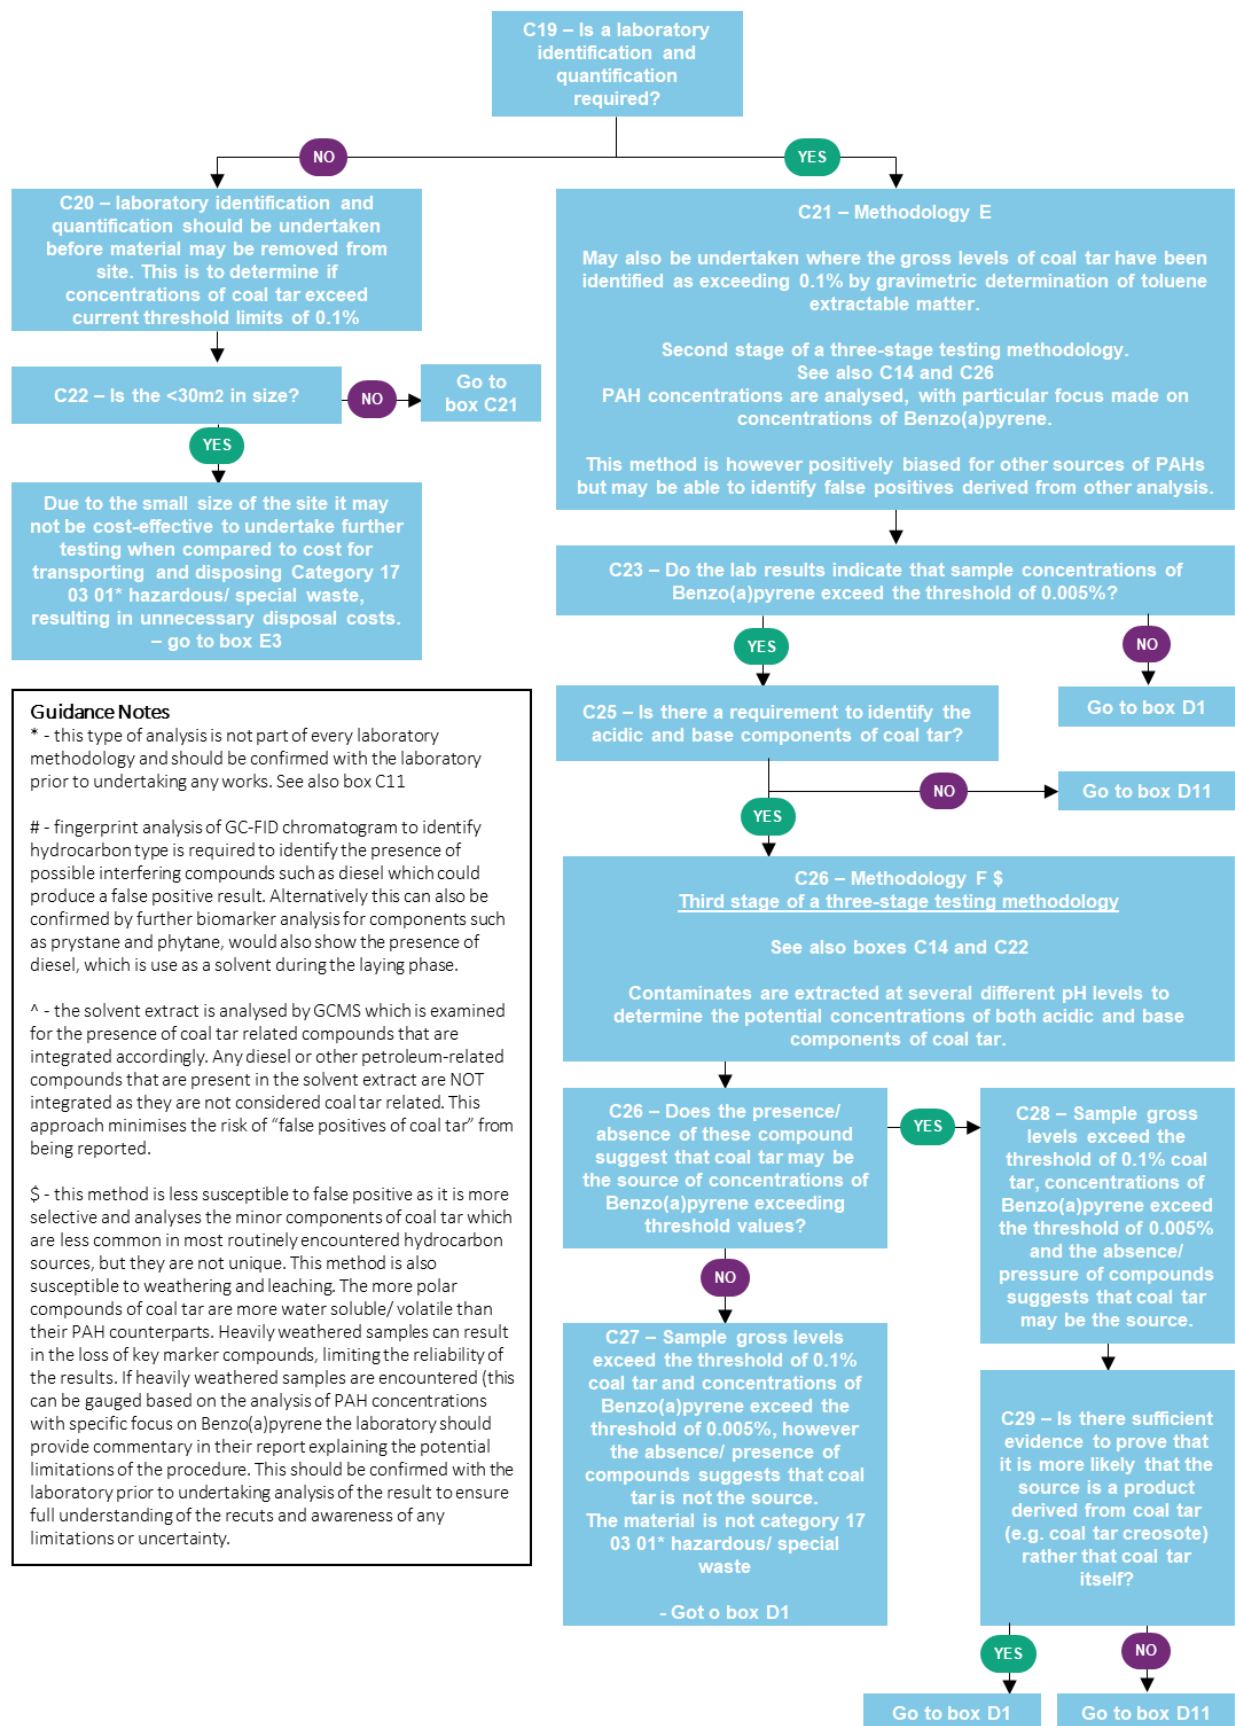 C19 – Is a laboratory
identification and
quantification
required?
NO
YES
C20 – laboratory identification and
quantification should be undertaken
before material may be removed from
site. This is to determine if
concentrations of coal tar exceed
current threshold limits of 0.1%
C22 – Is the <30m2 in size?
NO
Go to
box C21
YES
Due to the small size of the site it may
not be cost-effective to undertake further
testing when compared to cost for
transporting and disposing Category 17
03 01* hazardous/ special waste,
resulting in unnecessary disposal costs.
– go to box E3
C21 – Methodology E
May also be undertaken where the gross levels of coal tar have been
identified as exceeding 0.1% by gravimetric determination of toluene
extractable matter.
Second stage of a three-stage testing methodology.
See also C14 and C26
PAH concentrations are analysed, with particular focus made on
concentrations of Benzo(a)pyrene.
This method is however positively biased for other sources of PAHs
but may be able to identify false positives derived from other analysis.
C23 – Do the lab results indicate that sample concentrations of
Benzo(a)pyrene exceed the threshold of 0.005%?
YES
NO
Go to box D1
C25 – Is there a requirement to identify the
acidic and base components of coal tar?
NO
Go to box D11
YES
C26 – Methodology F $
Third stage of a three-stage testing methodology
See also boxes C14 and C22
Contaminates are extracted at several different pH levels to
determine the potential concentrations of both acidic and base
components of coal tar.
C26 – Does the presence/
absence of these compound
suggest that coal tar may be
the source of concentrations of
Benzo(a)pyrene exceeding
threshold values?
YES
NO
C28 – Sample gross
levels exceed the
threshold of 0.1% coal
tar, concentrations of
Benzo(a)pyrene exceed
the threshold of 0.005%
and the absence/
pressure of compounds
suggests that coal tar
may be the source.
C27 – Sample gross levels
exceed the threshold of 0.1%
coal tar and concentrations of
Benzo(a)pyrene exceed the
threshold of 0.005%, however
the absence/ presence of
compounds suggests that coal
tar is not the source.
The material is not category 17
03 01* hazardous/ special
waste
- Got o box D1
C29 – Is there sufficient
evidence to prove that
it is more likely that the
source is a product
derived from coal tar
(e.g. coal tar creosote)
rather that coal tar
itself?
YES
NO
Go to box D1
Go to box D11
Guidance Notes
* - this type of analysis is not part of every laboratory
methodology and should be confirmed with the laboratory
prior to undertaking any works. See also box C11
# - fingerprint analysis of GC-FID chromatogram to identify
hydrocarbon type is required to identify the presence of
possible interfering compounds such as diesel which could
produce a false positive result. Alternatively this can also be
confirmed by further biomarker analysis for components such
as prystane and phytane, would also show the presence of
diesel, which is use as a solvent during the laying phase.
^ - the solvent extract is analysed by GCMS which is examined
for the presence of coal tar related compounds that are
integrated accordingly. Any diesel or other petroleum-related
compounds that are present in the solvent extract are NOT
integrated as they are not considered coal tar related. This
approach minimises the risk of “false positives of coal tar” from
being reported.
$ - this method is less susceptible to false positive as it is more
selective and analyses the minor components of coal tar which
are less common in most routinely encountered hydrocarbon
sources, but they are not unique. This method is also
susceptible to weathering and leaching. The more polar
compounds of coal tar are more water soluble/ volatile than
their PAH counterparts. Heavily weathered samples can result
in the loss of key marker compounds, limiting the reliability of
the results. If heavily weathered samples are encountered (this
can be gauged based on the analysis of PAH concentrations
with specific focus on Benzo(a)pyrene the laboratory should
provide commentary in their report explaining the potential
limitations of the procedure. This should be confirmed with the
laboratory prior to undertaking analysis of the result to ensure
full understanding of the recuts and awareness of any
limitations or uncertainty.